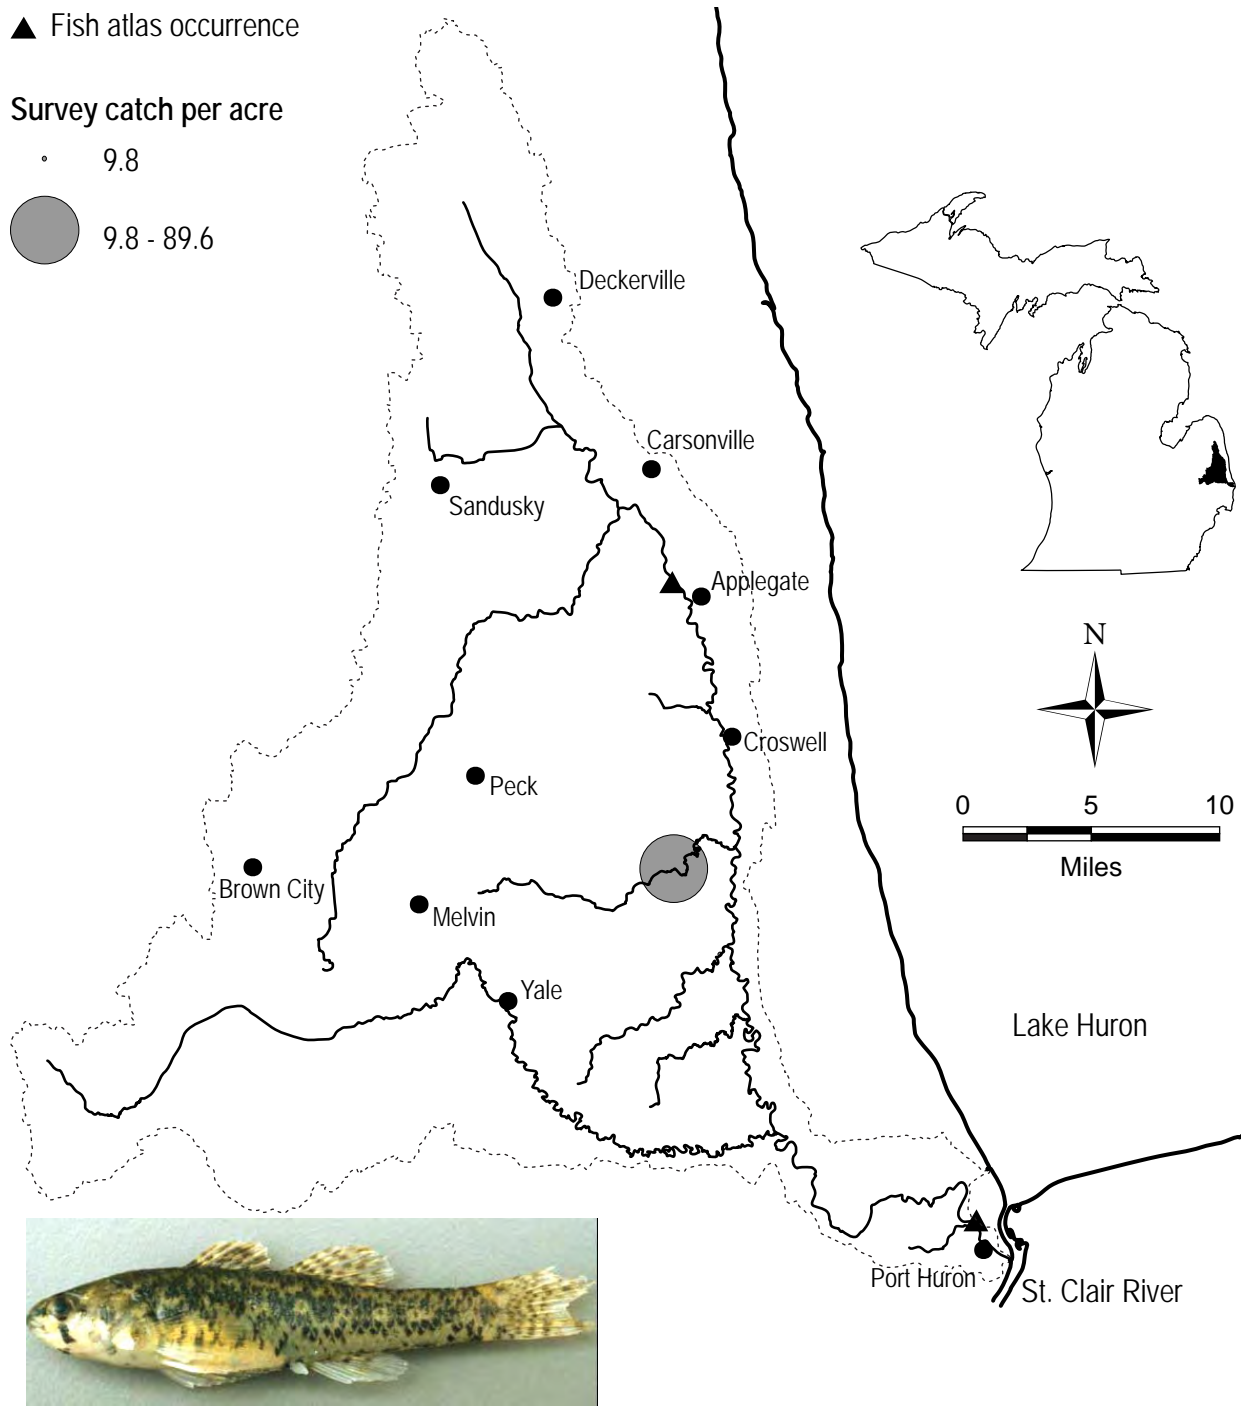 Fish atlas occurrence
Survey catch per acre
9.8
9.8 - 89.6
Deckerville
Carsonville
Sandusky
Applegate
N
Croswell
Peck
0 5 10
Miles
Brown City
Melvin
Yale
Lake Huron
Port Huron
St. Clair River